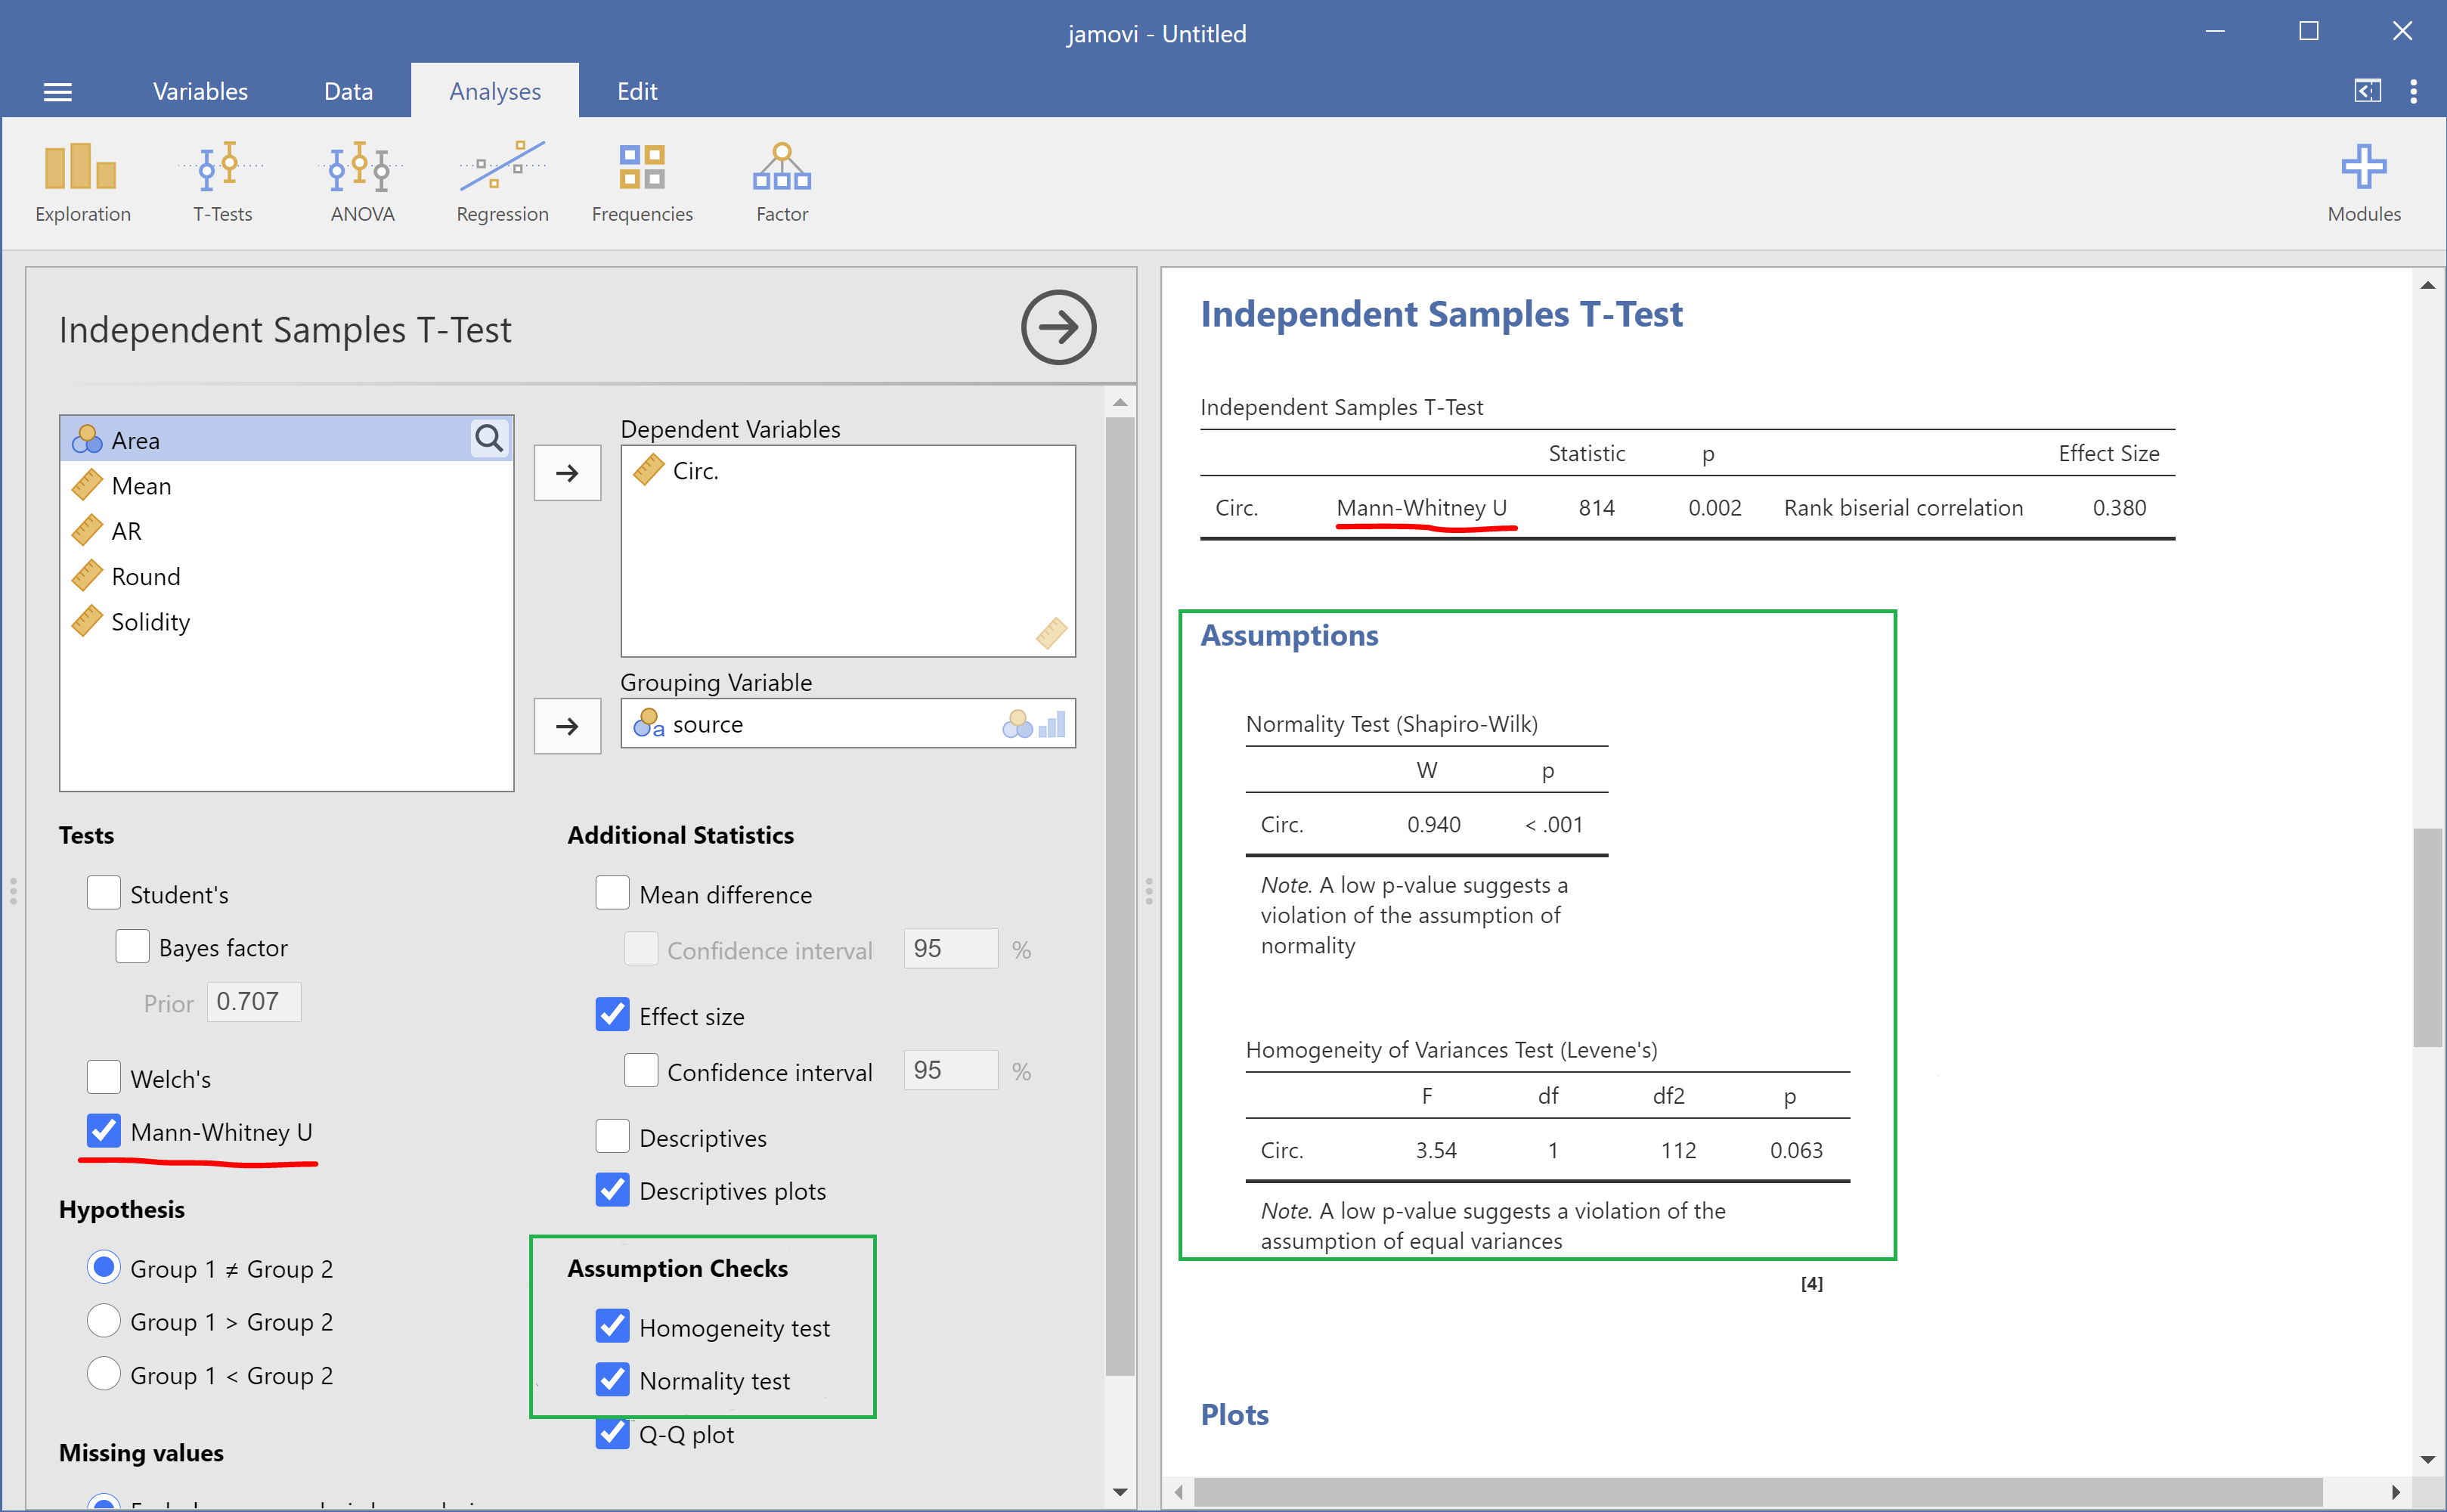 jamovi - Untitled
Variables Data Analyses Edit
Exploration T-Tests ANOVA Regression Frequencies Factor Modules
Independent Samples T-Test
Area
Mean
AR
Round
Solidity
Dependent Variables
Circ.
Grouping Variable
a source
Tests
Student's
Bayes factor
Prior 0.707
Welch's
Mann-Whitney U
Hypothesis
Group 1 ≠ Group 2
Group 1 > Group 2
Group 1 < Group 2
Missing values
Additional Statistics
Mean difference
Confidence interval 95 %
Effect size
Confidence interval 95 %
Descriptives
Descriptives plots
Assumption Checks
Homogeneity test
Normality test
Q-Q plot
Independent Samples T-Test
Independent Samples T-Test
Statistic p Effect Size
Circ. Mann-Whitney U 814 0.002 Rank biserial correlation 0.380
Assumptions
Normality Test (Shapiro-Wilk)
W p
Circ. 0.940 < .001
Note. A low p-value suggests a
violation of the assumption of
normality
Homogeneity of Variances Test (Levene's)
F df df2 p
Circ. 3.54 1 112 0.063
Note. A low p-value suggests a violation of the
assumption of equal variances
[4]
Plots